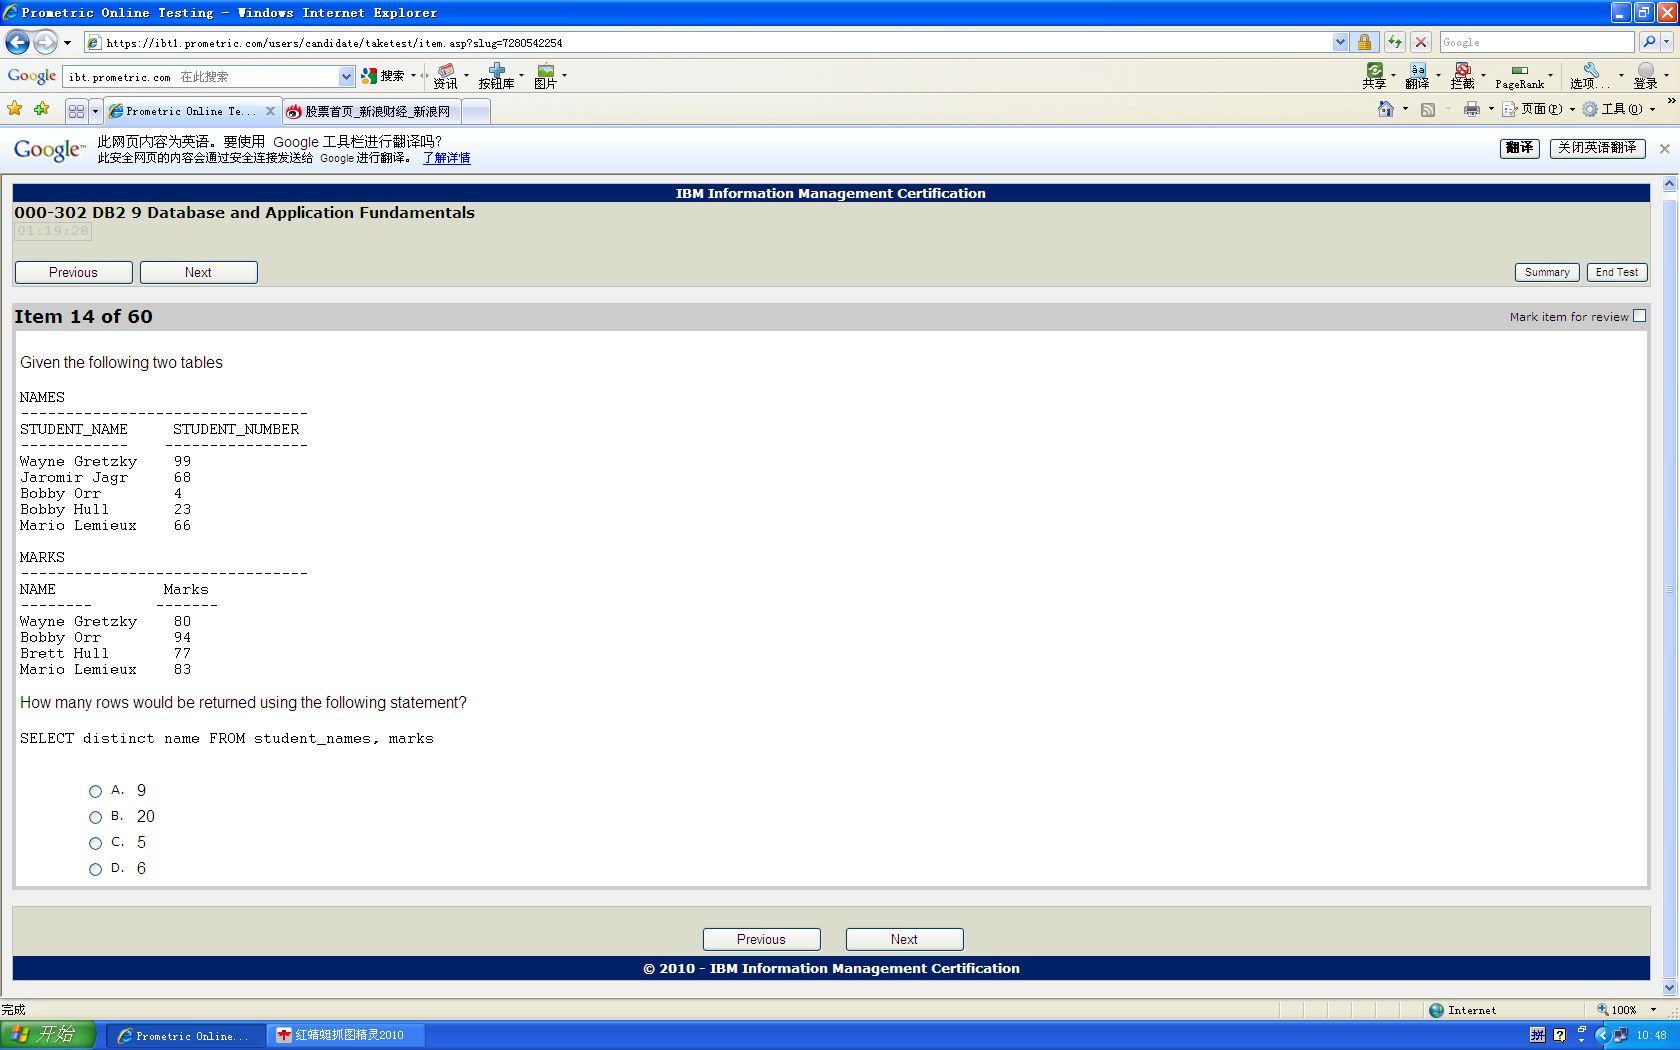 Prometric Online Testing - Windows Internet Explorer
https://ibt1.prometric.com/users/candidate/taketest/item.asp?slug=7280542254
Google
Google ibt.prometric.com 在此搜索 搜索 资讯 按钮库 图片 共享 翻译 拦截 PageRank 选项... 登录
Prometric Online Te... 股票首页_新浪财经_新浪网 页面(P) 工具(O) »
Google™ 此网页内容为英语。要使用 Google 工具栏进行翻译吗? 翻译 关闭英语翻译
此安全网页的内容会通过安全连接发送给 Google 进行翻译。 了解详情
IBM Information Management Certification
000-302 DB2 9 Database and Application Fundamentals
01:19:28
Previous Next Summary End Test
Item 14 of 60 Mark item for review
Given the following two tables
NAMES
--------------------------------
STUDENT_NAME STUDENT_NUMBER
------------ ----------------
Wayne Gretzky 99
Jaromir Jagr 68
Bobby Orr 4
Bobby Hull 23
Mario Lemieux 66
MARKS
--------------------------------
NAME Marks
-------- -------
Wayne Gretzky 80
Bobby Orr 94
Brett Hull 77
Mario Lemieux 83
How many rows would be returned using the following statement?
SELECT distinct name FROM student_names, marks
A. 9
B. 20
C. 5
D. 6
Previous Next
© 2010 - IBM Information Management Certification
完成 Internet 100%
开始 Prometric Online... 红蜻蜓抓图精灵2010 拼 10:48